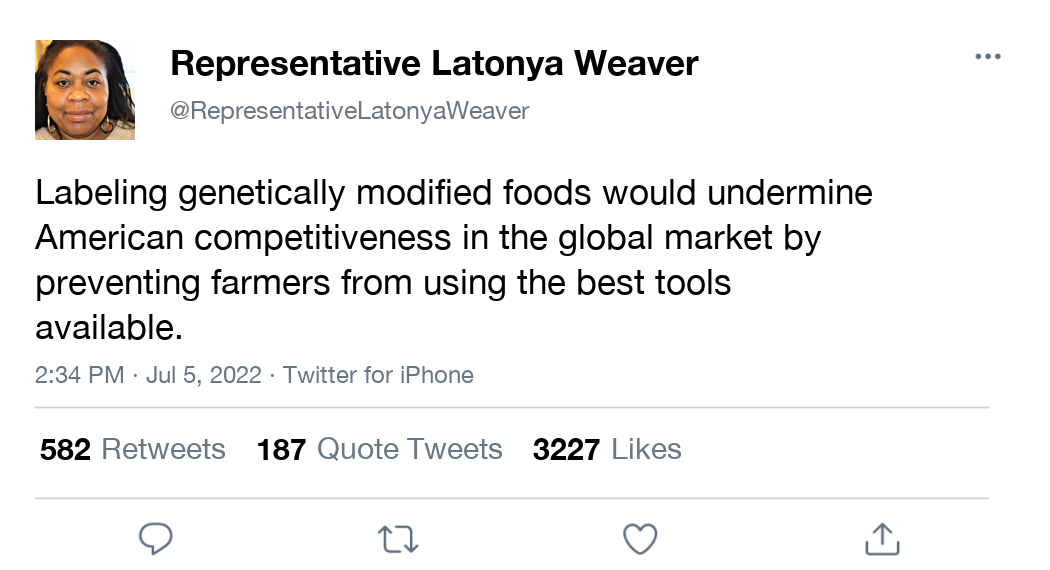 Representative Latonya Weaver
@RepresentativeLatonyaWeaver
Labeling genetically modified foods would undermine
American competitiveness in the global market by
preventing farmers from using the best tools
available.
2:34 PM · Jul 5, 2022 · Twitter for iPhone
582 Retweets 187 Quote Tweets 3227 Likes